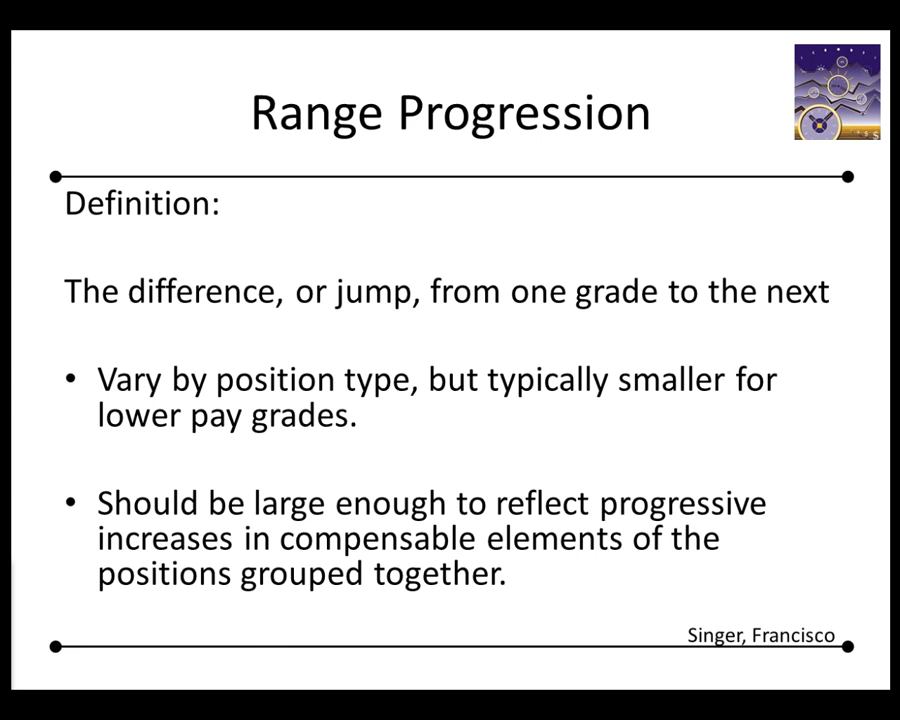 Range Progression
Definition:
The difference, or jump, from one grade to the next
• Vary by position type, but typically smaller for
lower pay grades.
• Should be large enough to reflect progressive
increases in compensable elements of the
positions grouped together.
Singer, Francisco